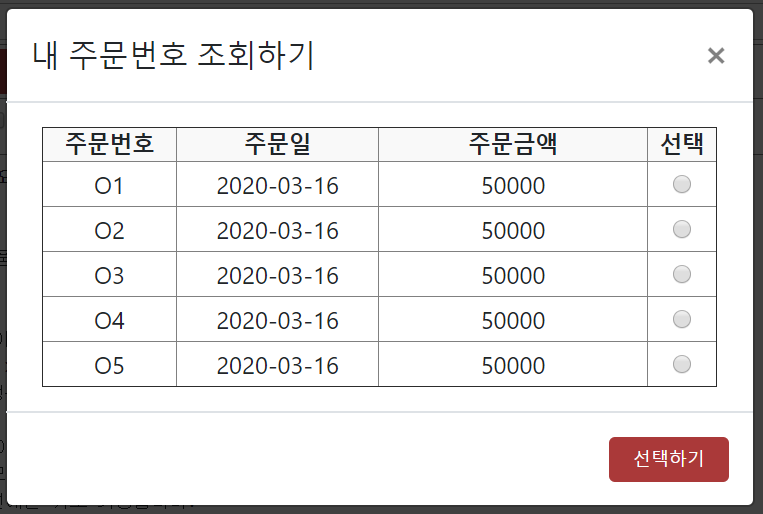 내 주문번호 조회하기 ×
주문번호 주문일 주문금액 선택
O1 2020-03-16 50000
O2 2020-03-16 50000
O3 2020-03-16 50000
O4 2020-03-16 50000
O5 2020-03-16 50000
선택하기